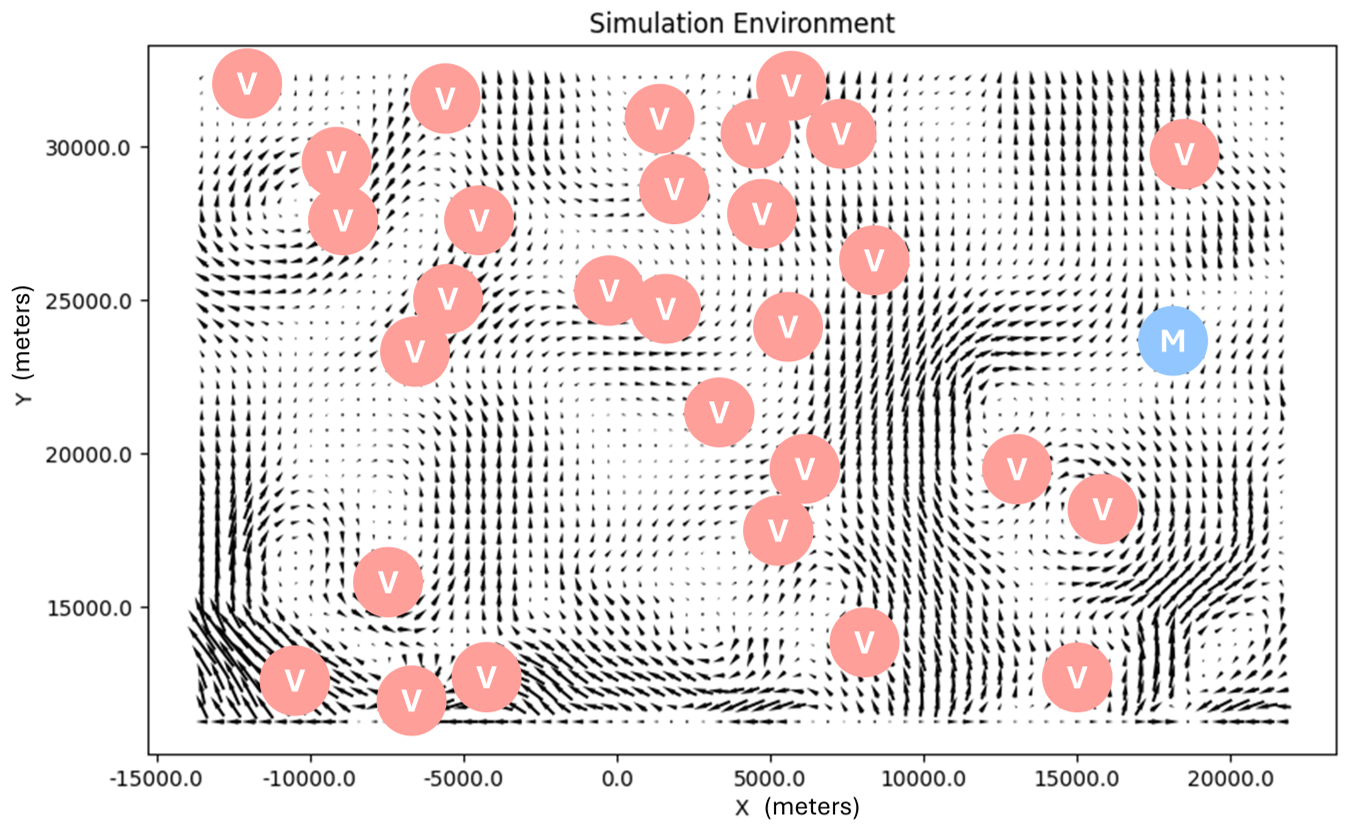 Simulation Environment
V
V
V
V
V
V
V
V
V
30000.0
V
V
V
V
V
V
V
V
25000.0
V
V
V
M
V
V
20000.0
V
V
V
V
V
15000.0
V
V
V
V
V
-15000.0 -10000.0 -5000.0 0.0 5000.0 10000.0 15000.0 20000.0
X (meters)
Y (meters)